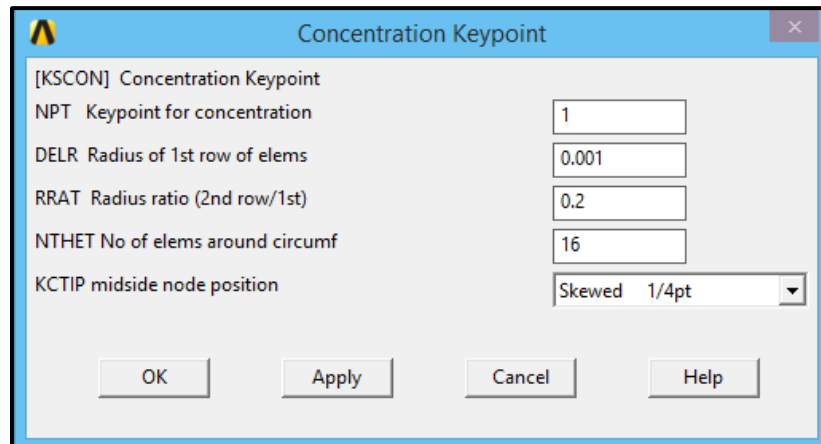 Concentration Keypoint
[KSCON] Concentration Keypoint
NPT Keypoint for concentration 1
DELR Radius of 1st row of elems 0.001
RRAT Radius ratio (2nd row/1st) 0.2
NTHET No of elems around circumf 16
KCTIP midside node position Skewed 1/4pt
OK Apply Cancel Help